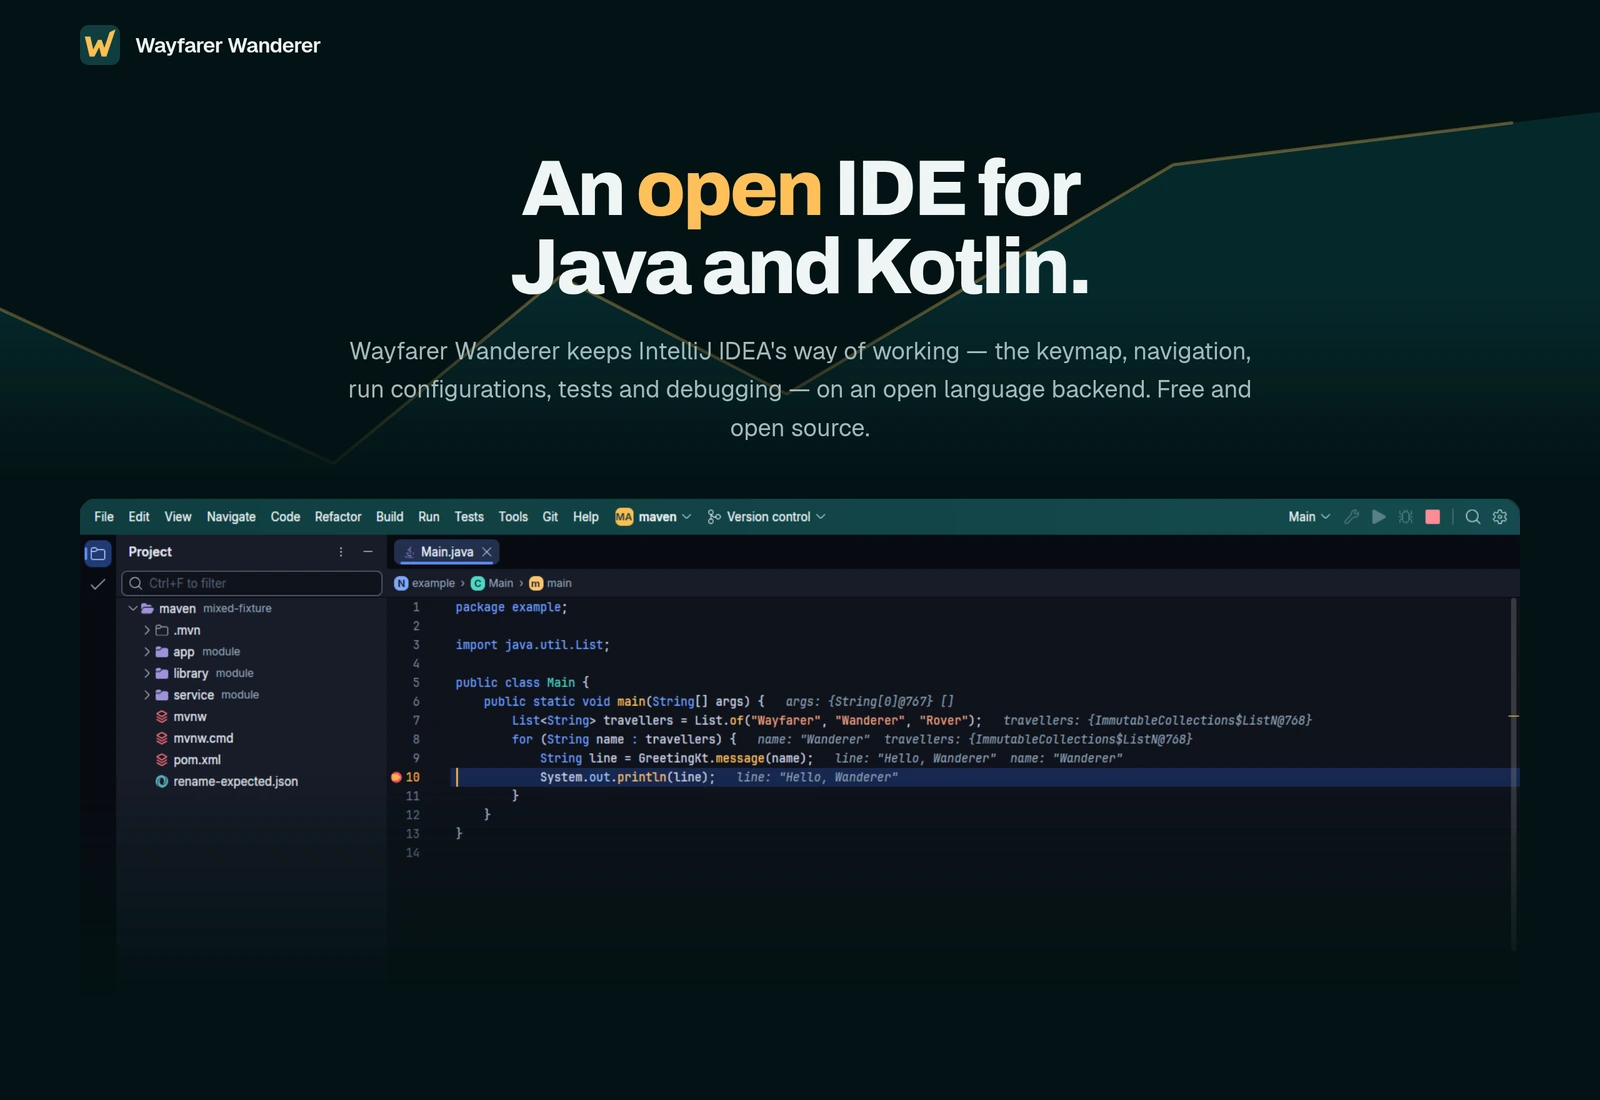 W Wayfarer Wanderer
An open IDE for
Java and Kotlin.
Wayfarer Wanderer keeps IntelliJ IDEA's way of working — the keymap, navigation,
run configurations, tests and debugging — on an open language backend. Free and
open source.
File Edit View Navigate Code Refactor Build Run Tests Tools Git Help MA maven Version control Main
Project
Ctrl+F to filter
maven mixed-fixture
.mvn
app module
library module
service module
mvnw
mvnw.cmd
pom.xml
rename-expected.json
Main.java
N example › C Main › m main
1 package example;
2
3 import java.util.List;
4
5 public class Main {
6 public static void main(String[] args) { args: {String[0]@767} []
7 List<String> travellers = List.of("Wayfarer", "Wanderer", "Rover"); travellers: {ImmutableCollections$ListN@768}
8 for (String name : travellers) { name: "Wanderer" travellers: {ImmutableCollections$ListN@768}
9 String line = GreetingKt.message(name); line: "Hello, Wanderer" name: "Wanderer"
10 System.out.println(line); line: "Hello, Wanderer"
11 }
12 }
13 }
14